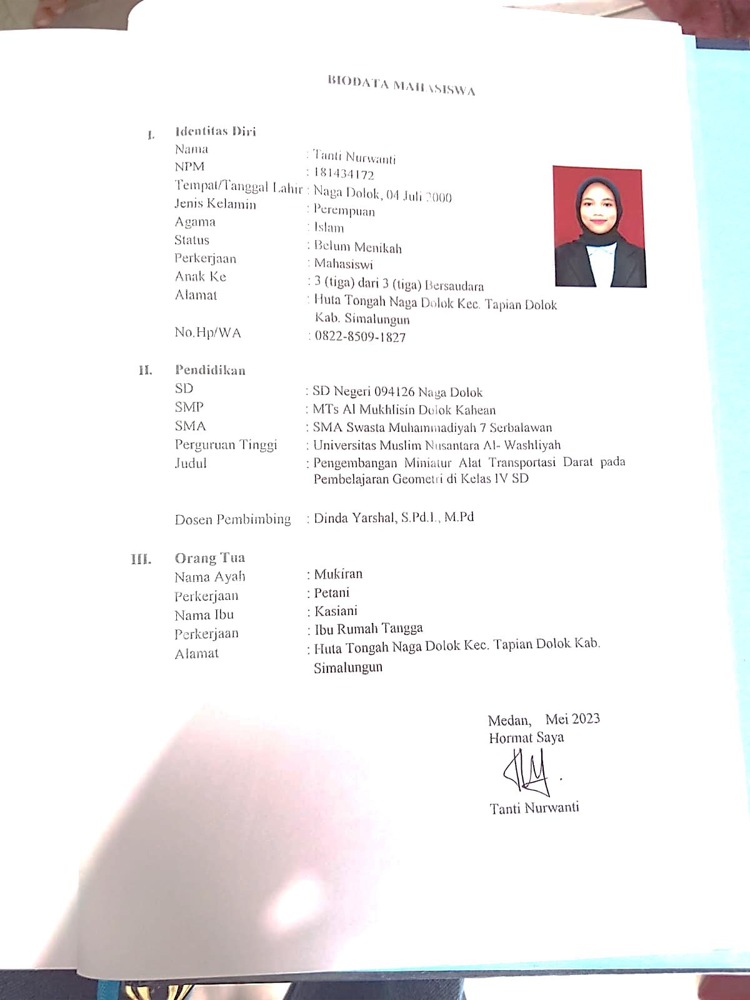 BIODATA MAHASISWA
I. Identitas Diri
Nama : Tanti Nurwanti
NPM : 181434172
Tempat/Tanggal Lahir : Naga Dolok, 04 Juli 2000
Jenis Kelamin : Perempuan
Agama : Islam
Status : Belum Menikah
Perkerjaan : Mahasiswi
Anak Ke : 3 (tiga) dari 3 (tiga) Bersaudara
Alamat : Huta Tongah Naga Dolok Kec. Tapian Dolok
Kab. Simalungun
No.Hp/WA : 0822-8509-1827
II. Pendidikan
SD : SD Negeri 094126 Naga Dolok
SMP : MTs Al Mukhlisin Dolok Kahean
SMA : SMA Swasta Muhammadiyah 7 Serbalawan
Perguruan Tinggi : Universitas Muslim Nusantara Al- Washliyah
Judul : Pengembangan Miniatur Alat Transportasi Darat pada
Pembelajaran Geometri di Kelas IV SD
Dosen Pembimbing : Dinda Yarshal, S.Pd.I., M.Pd
III. Orang Tua
Nama Ayah : Mukiran
Perkerjaan : Petani
Nama Ibu : Kasiani
Perkerjaan : Ibu Rumah Tangga
Alamat : Huta Tongah Naga Dolok Kec. Tapian Dolok Kab.
Simalungun
Medan, Mei 2023
Hormat Saya
Tanti Nurwanti